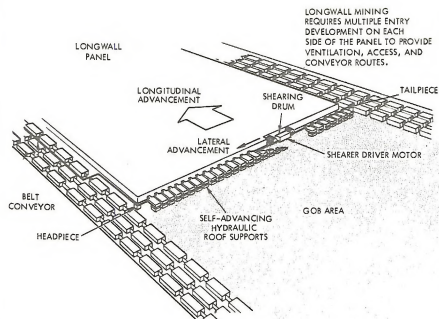 LONGWALL MINING
REQUIRES MULTIPLE ENTRY
DEVELOPMENT ON EACH
SIDE OF THE PANEL TO PROVIDE
VENTILATION, ACCESS, AND
CONVEYOR ROUTES.
LONGWALL
PANEL
TAILPIECE
LONGITUDINAL
ADVANCEMENT
SHEARING
DRUM
LATERAL
ADVANCEMENT
SHEARER DRIVER MOTOR
BELT
CONVEYOR
GOB AREA
SELF-ADVANCING
HYDRAULIC
ROOF SUPPORTS
HEADPIECE